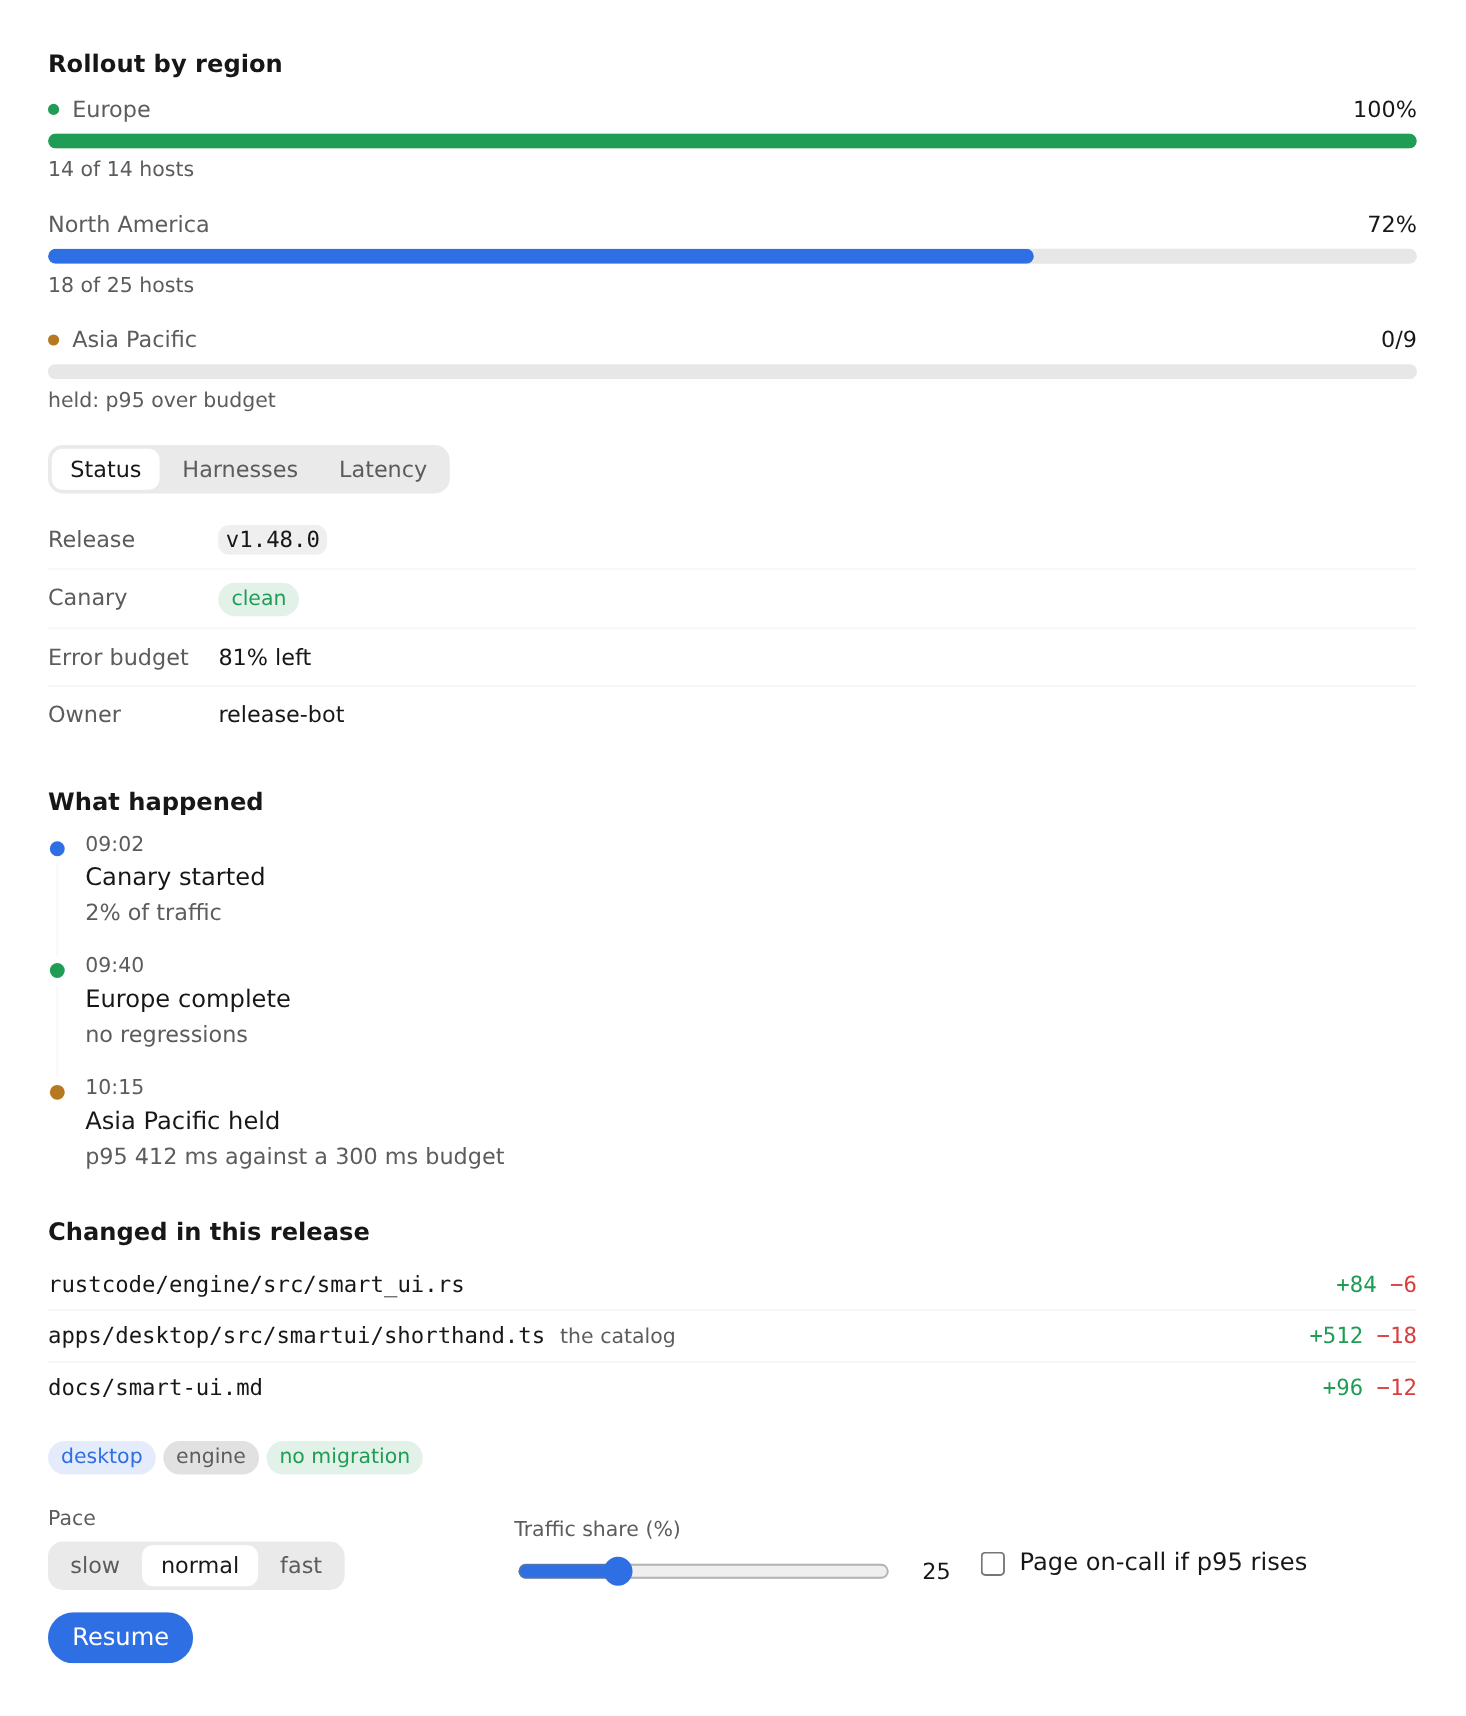 Rollout by region
Europe 100%
14 of 14 hosts
North America 72%
18 of 25 hosts
Asia Pacific 0/9
held: p95 over budget
Status Harnesses Latency
Release v1.48.0
Canary clean
Error budget 81% left
Owner release-bot
What happened
09:02
Canary started
2% of traffic
09:40
Europe complete
no regressions
10:15
Asia Pacific held
p95 412 ms against a 300 ms budget
Changed in this release
rustcode/engine/src/smart_ui.rs +84 −6
apps/desktop/src/smartui/shorthand.ts the catalog +512 −18
docs/smart-ui.md +96 −12
desktop engine no migration
Pace
slow normal fast
Traffic share (%)
25
Page on-call if p95 rises
Resume